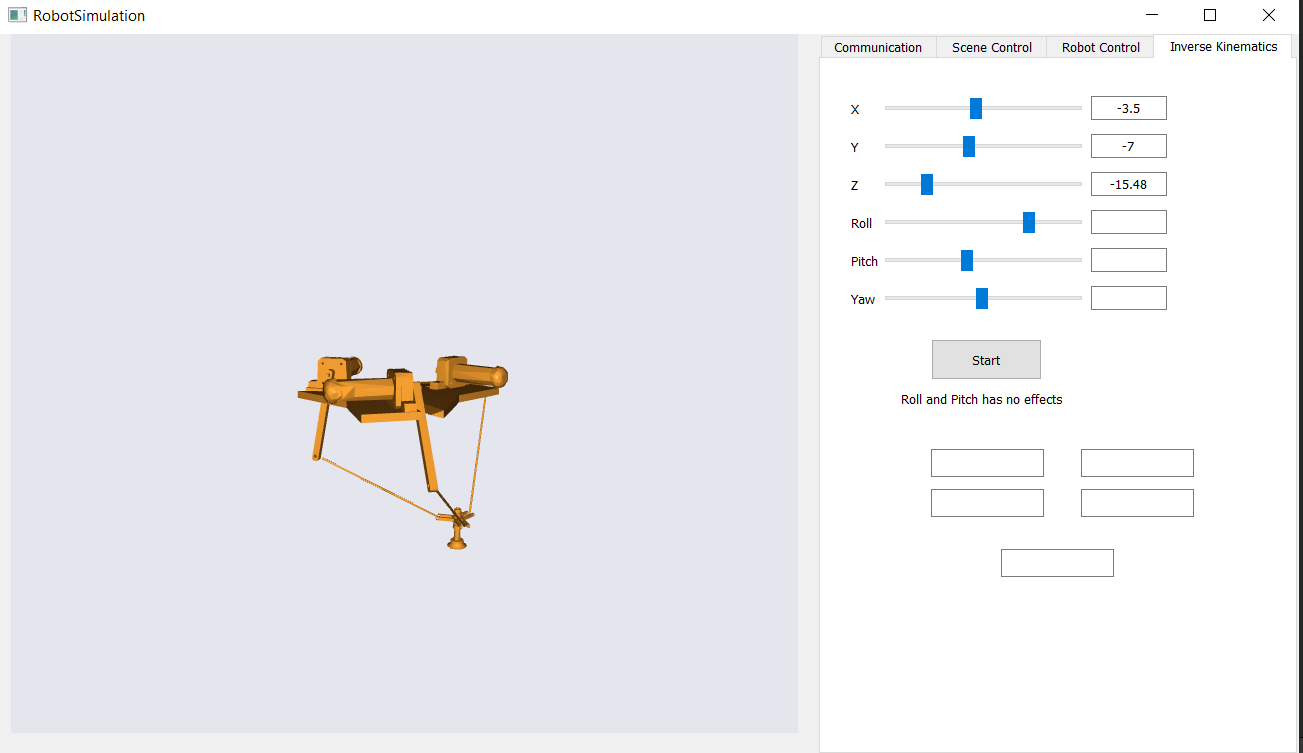 RobotSimulation
Communication Scene Control Robot Control Inverse Kinematics
X -3.5
Y -7
Z -15.48
Roll
Pitch
Yaw
Start
Roll and Pitch has no effects